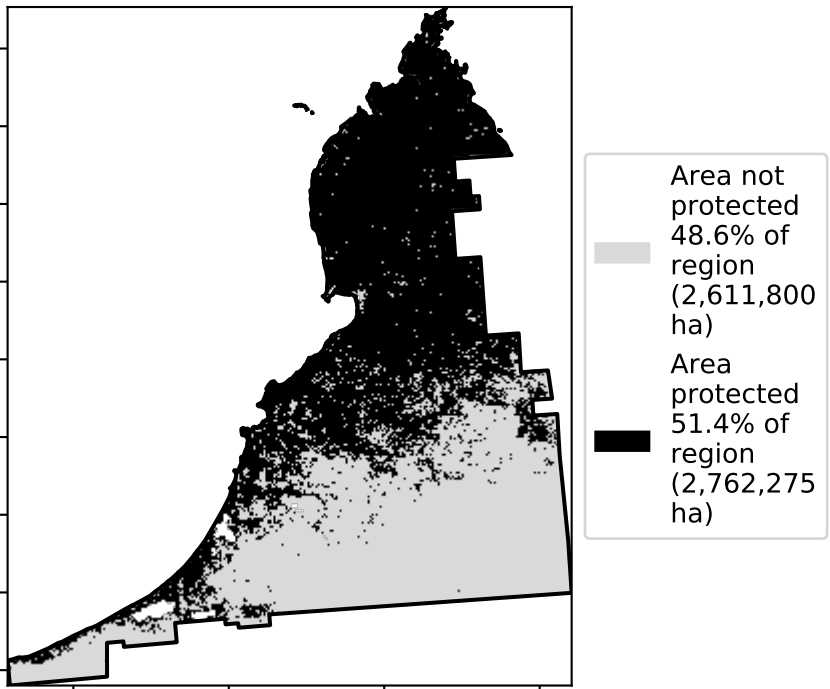 Area not
protected
48.6% of
region
(2,611,800
ha)
Area
protected
51.4% of
region
(2,762,275
ha)